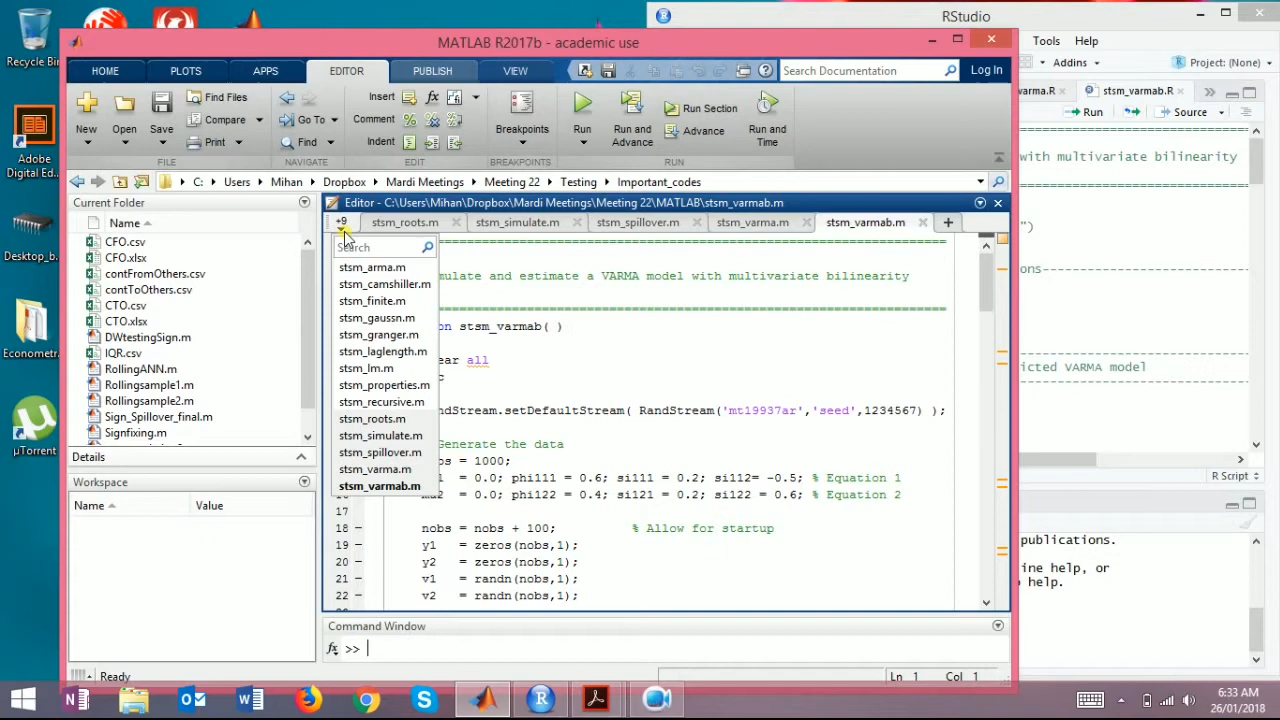 Recycle Bin
Adobe
Digital Ed...
Desktop_b...
Econometr...
µTorrent
RStudio
Tools Help
Addins
Project: (None)
varma.R
stsm_varmab.R
Run
Source
with multivariate bilinearity
")
ons
cted VARMA model
R Script
publications.
ine help, or
o help.
MATLAB R2017b - academic use
HOME PLOTS APPS EDITOR PUBLISH VIEW
Search Documentation
Log In
New Open Save
Find Files
Compare
Print
FILE
Go To
Find
NAVIGATE
Insert
Comment
Indent
EDIT
Breakpoints
BREAKPOINTS
Run
Run and
Advance
Run Section
Advance
Run and
Time
RUN
C: Users Mihan Dropbox Mardi Meetings Meeting 22 Testing Important_codes
Current Folder
Name
CFO.csv
CFO.xlsx
contFromOthers.csv
contToOthers.csv
CTO.csv
CTO.xlsx
DWtestingSign.m
IQR.csv
RollingANN.m
Rollingsample1.m
Rollingsample2.m
Sign_Spillover_final.m
Signfixing.m
Details
Workspace
Name Value
Editor - C:\Users\Mihan\Dropbox\Mardi Meetings\Meeting 22\MATLAB\stsm_varmab.m
+9
stsm_roots.m stsm_simulate.m stsm_spillover.m stsm_varma.m stsm_varmab.m
Search
stsm_arma.m
stsm_camshiller.m
stsm_finite.m
stsm_gaussn.m
stsm_granger.m
stsm_laglength.m
stsm_lm.m
stsm_properties.m
stsm_recursive.m
stsm_roots.m
stsm_simulate.m
stsm_spillover.m
stsm_varma.m
stsm_varmab.m
mulate and estimate a VARMA model with multivariate bilinearity
on stsm_varmab( )
ear all
c
ndStream.setDefaultStream( RandStream('mt19937ar','seed',1234567) );
Generate the data
s = 1000;
1 = 0.0; phi111 = 0.6; si111 = 0.2; si112= -0.5; % Equation 1
2 = 0.0; phi122 = 0.4; si121 = 0.2; si122 = 0.6; % Equation 2
17
18 – nobs = nobs + 100; % Allow for startup
19 – y1 = zeros(nobs,1);
20 – y2 = zeros(nobs,1);
21 – v1 = randn(nobs,1);
22 – v2 = randn(nobs,1);
Command Window
fx >>
Ready
Ln 1 Col 1
6:33 AM
26/01/2018